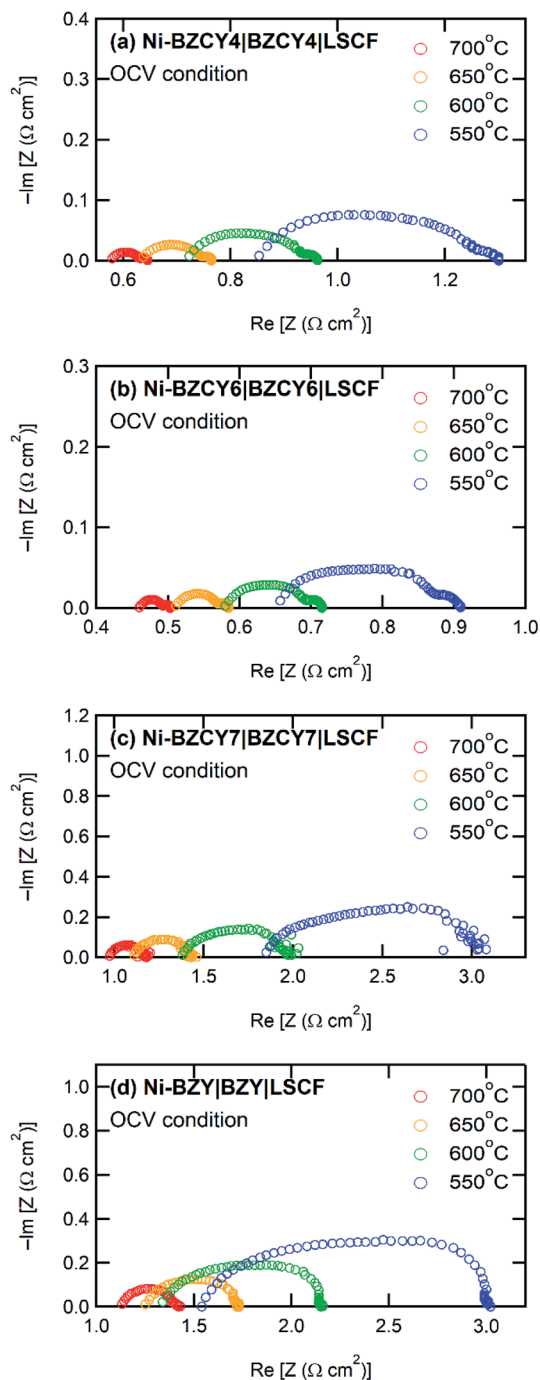 (a) Ni-BZCY4|BZCY4|LSCF
OCV condition
700°C
650°C
600°C
550°C
0.4
0.3
0.2
0.1
0.0
−Im [Z (Ω cm²)]
0.6
0.8
1.0
1.2
Re [Z (Ω cm²)]
(b) Ni-BZCY6|BZCY6|LSCF
OCV condition
700°C
650°C
600°C
550°C
0.3
0.2
0.1
0.0
−Im [Z (Ω cm²)]
0.4
0.5
0.6
0.7
0.8
0.9
1.0
Re [Z (Ω cm²)]
(c) Ni-BZCY7|BZCY7|LSCF
OCV condition
700°C
650°C
600°C
550°C
1.2
1.0
0.8
0.6
0.4
0.2
0.0
−Im [Z (Ω cm²)]
1.0
1.5
2.0
2.5
3.0
Re [Z (Ω cm²)]
(d) Ni-BZY|BZY|LSCF
OCV condition
700°C
650°C
600°C
550°C
1.0
0.8
0.6
0.4
0.2
0.0
−Im [Z (Ω cm²)]
1.0
1.5
2.0
2.5
3.0
Re [Z (Ω cm²)]